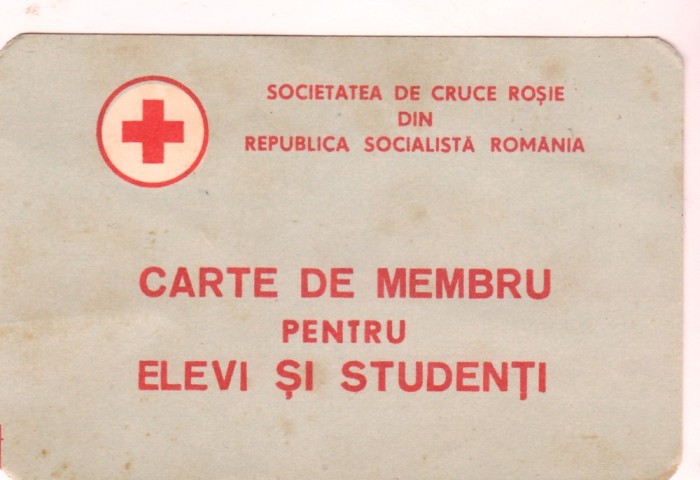 SOCIETATEA DE CRUCE ROȘIE
DIN
REPUBLICA SOCIALISTĂ ROMÂNIA
CARTE DE MEMBRU
PENTRU
ELEVI ȘI STUDENȚI